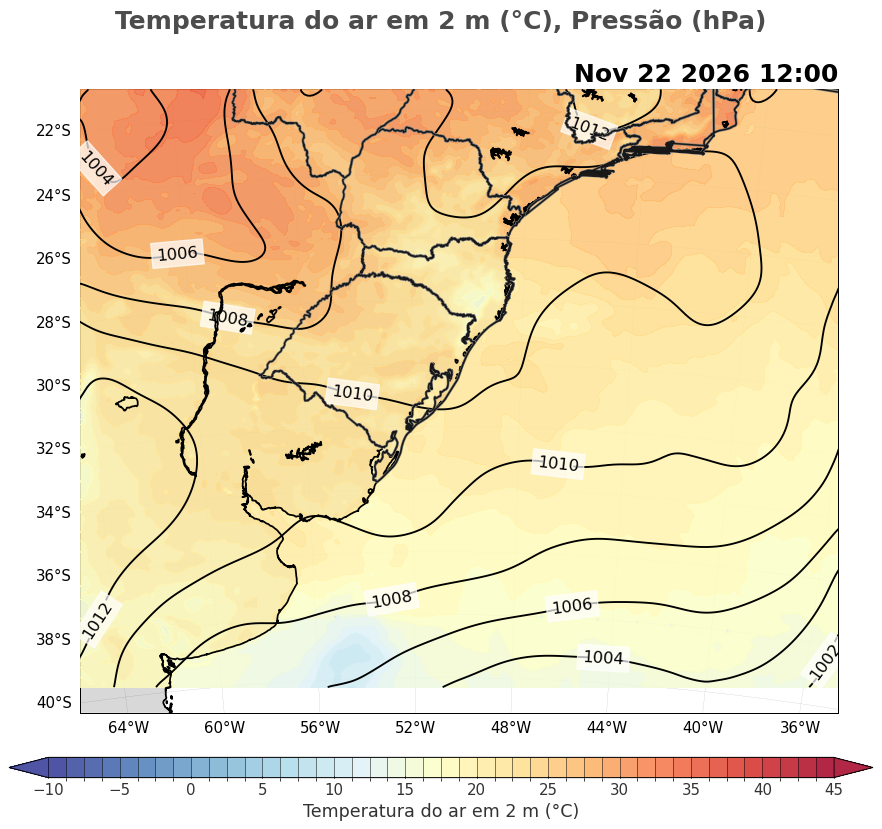 Temperatura do ar em 2 m (°C), Pressão (hPa)
Nov 22 2026 12:00
22°S
24°S
26°S
28°S
30°S
32°S
34°S
36°S
38°S
40°S
1012
1004
1006
1008
1010
1010
1012
1008
1006
1004
1002
64°W
60°W
56°W
52°W
48°W
44°W
40°W
36°W
−10
−5
0
5
10
15
20
25
30
35
40
45
Temperatura do ar em 2 m (°C)